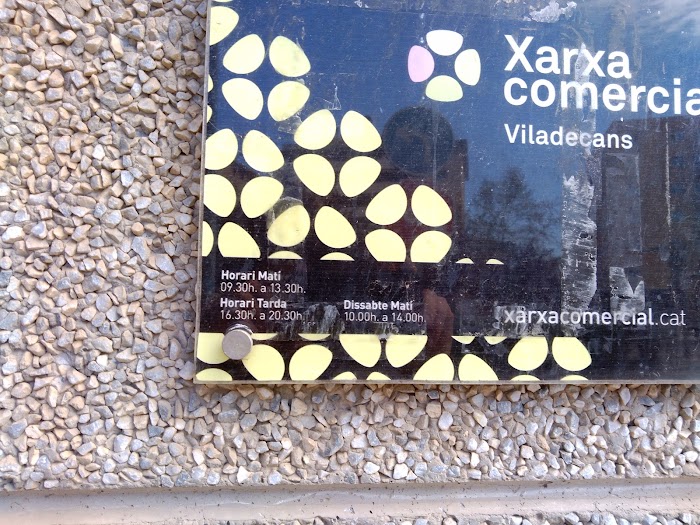 Xarxa
comercial
Viladecans
Horari Matí
09.30h. a 13.30h.
Horari Tarda
16.30h. a 20.30h.
Dissabte Matí
10.00h. a 14.00h.
xarxacomercial.cat